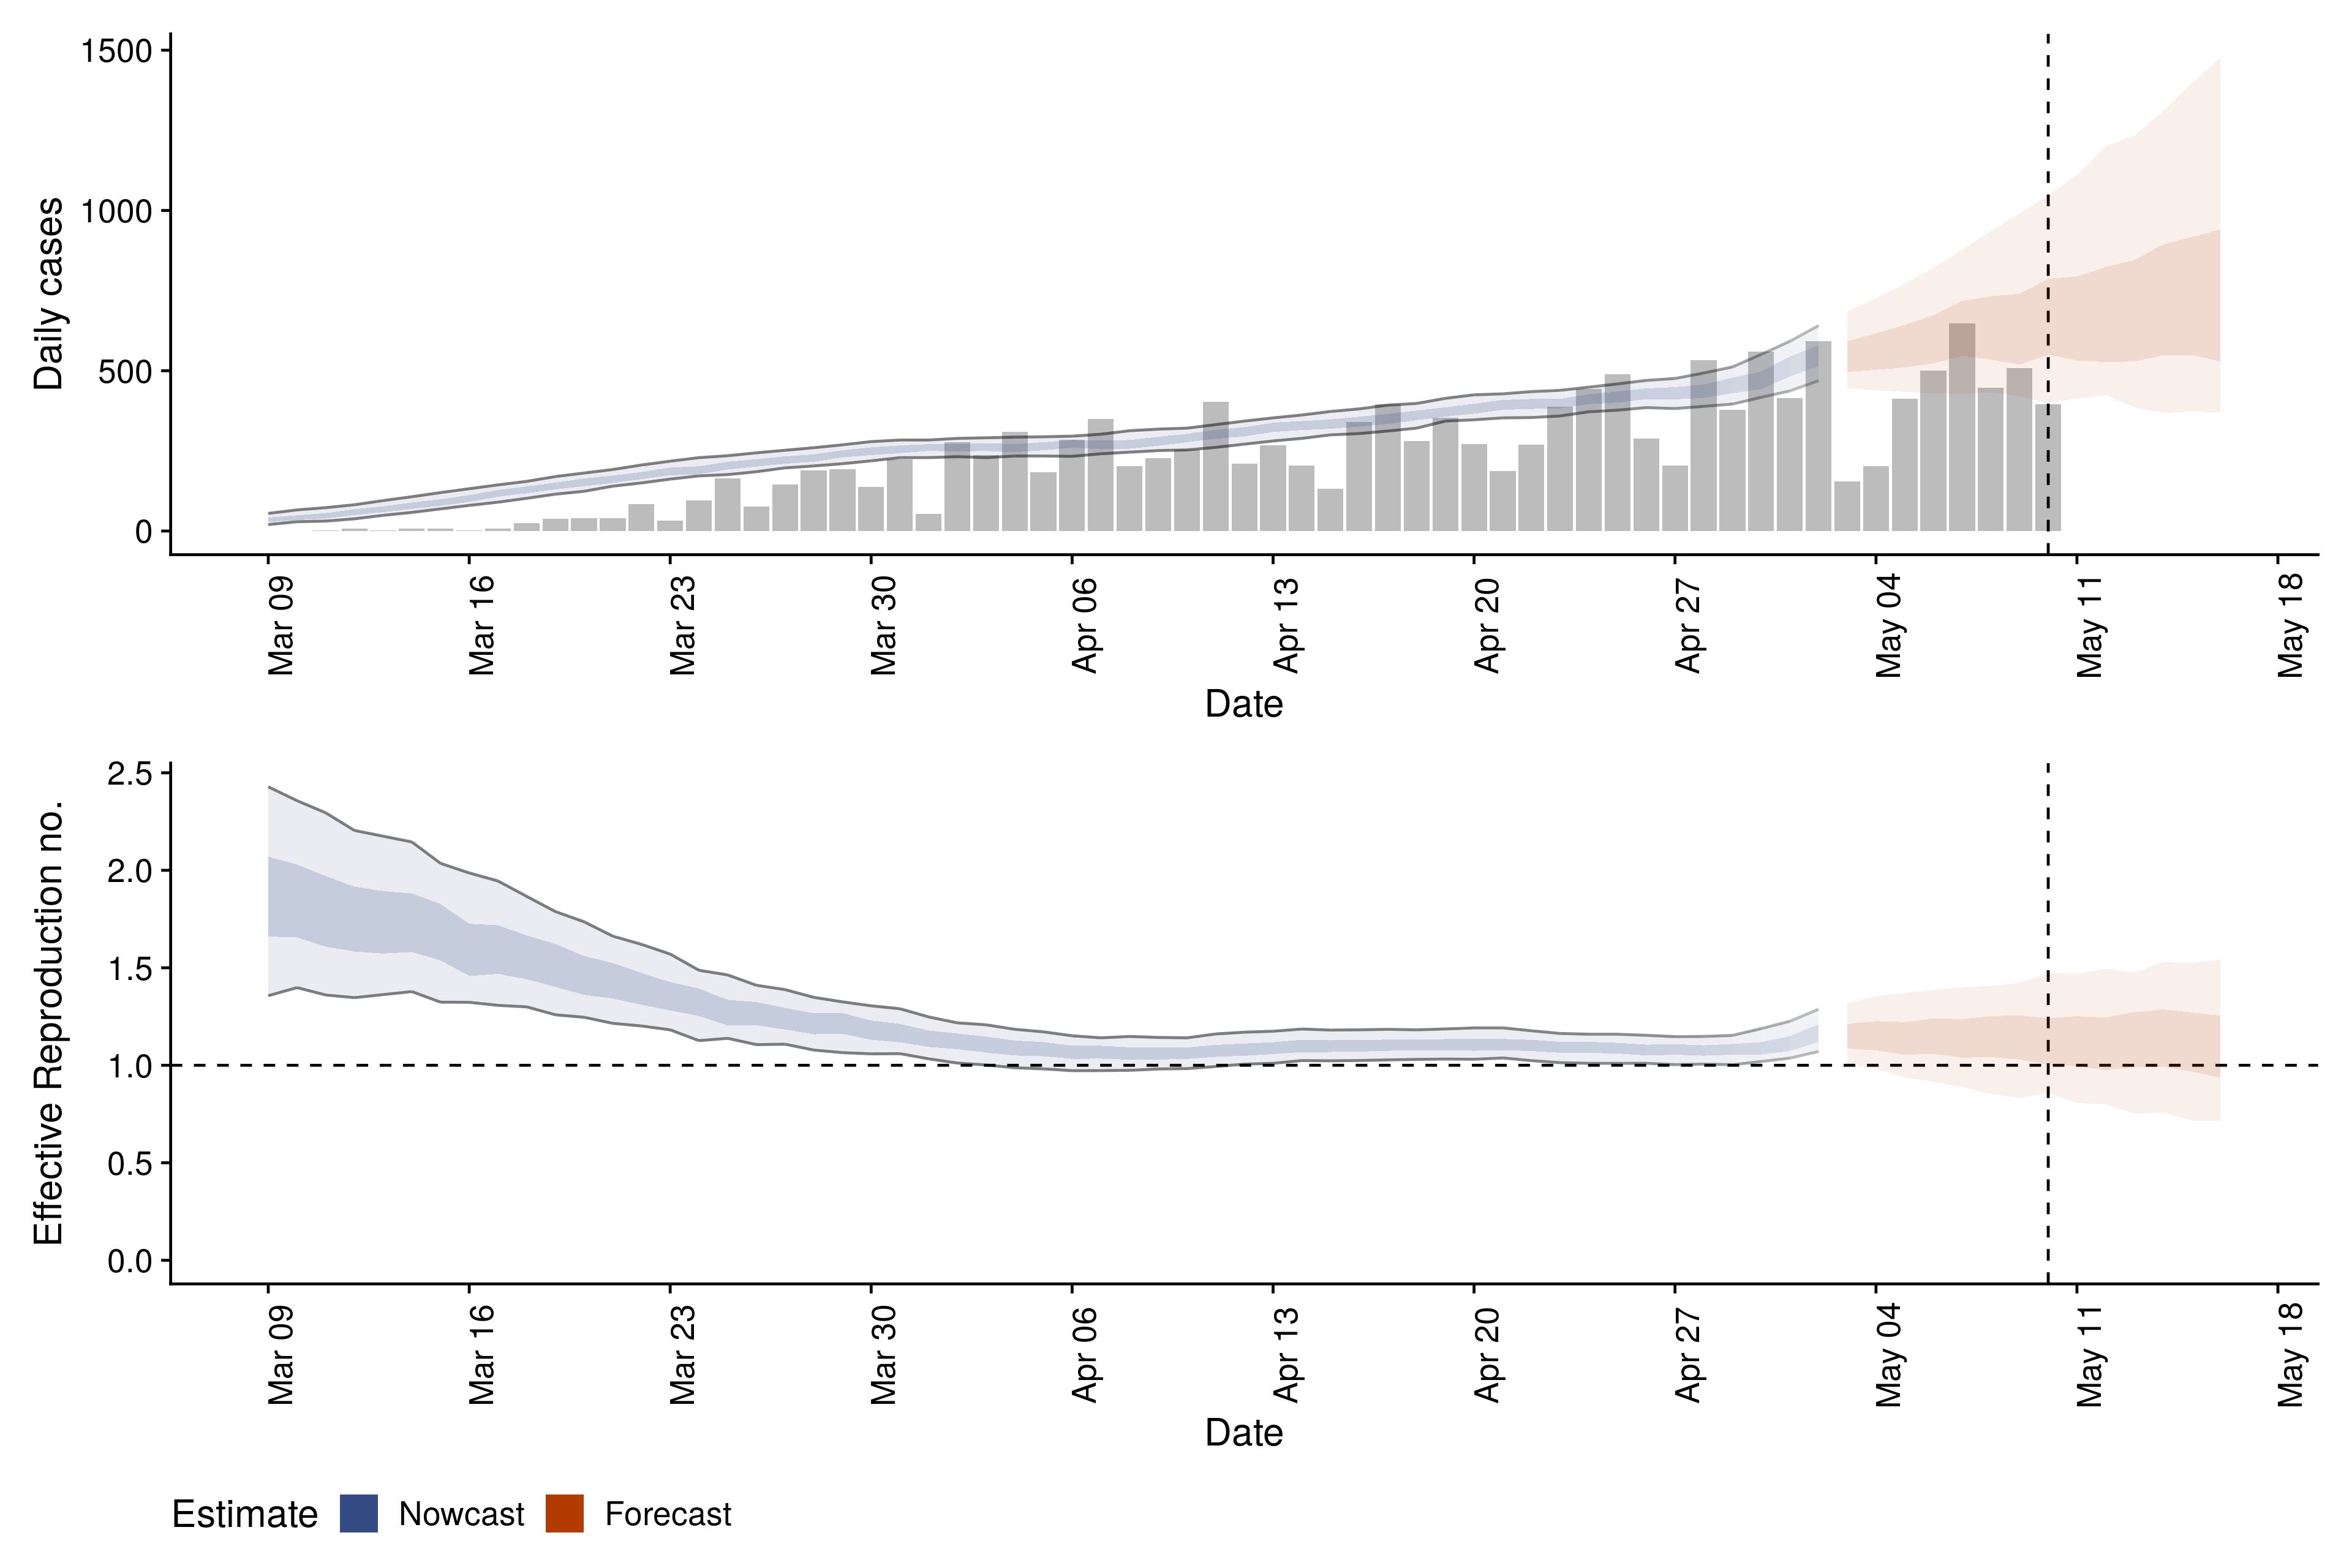 1500
1000
500
0
Daily cases
Mar 09
Mar 16
Mar 23
Mar 30
Apr 06
Apr 13
Apr 20
Apr 27
May 04
May 11
May 18
Date
2.5
2.0
1.5
1.0
0.5
0.0
Effective Reproduction no.
Mar 09
Mar 16
Mar 23
Mar 30
Apr 06
Apr 13
Apr 20
Apr 27
May 04
May 11
May 18
Date
Estimate Nowcast Forecast